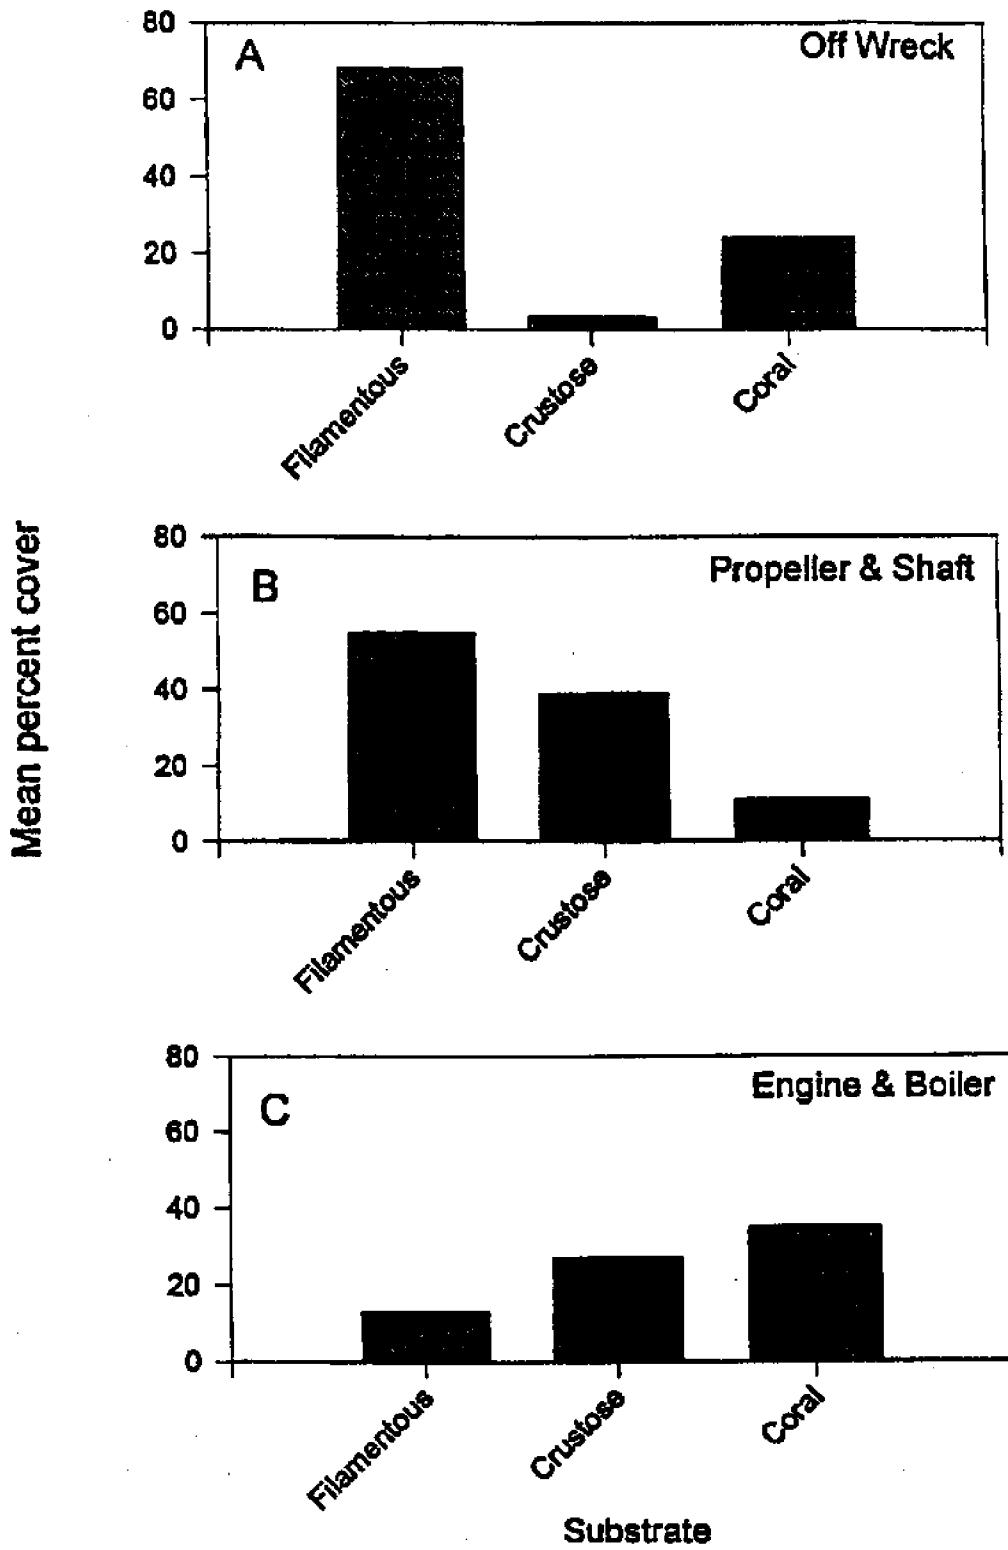 80
A
Off Wreck
60
40
20
0
Filamentous
Crustose
Coral
Mean percent cover
80
B
Propeller & Shaft
60
40
20
0
Filamentous
Crustose
Coral
80
C
Engine & Boiler
60
40
20
0
Filamentous
Crustose
Coral
Substrate